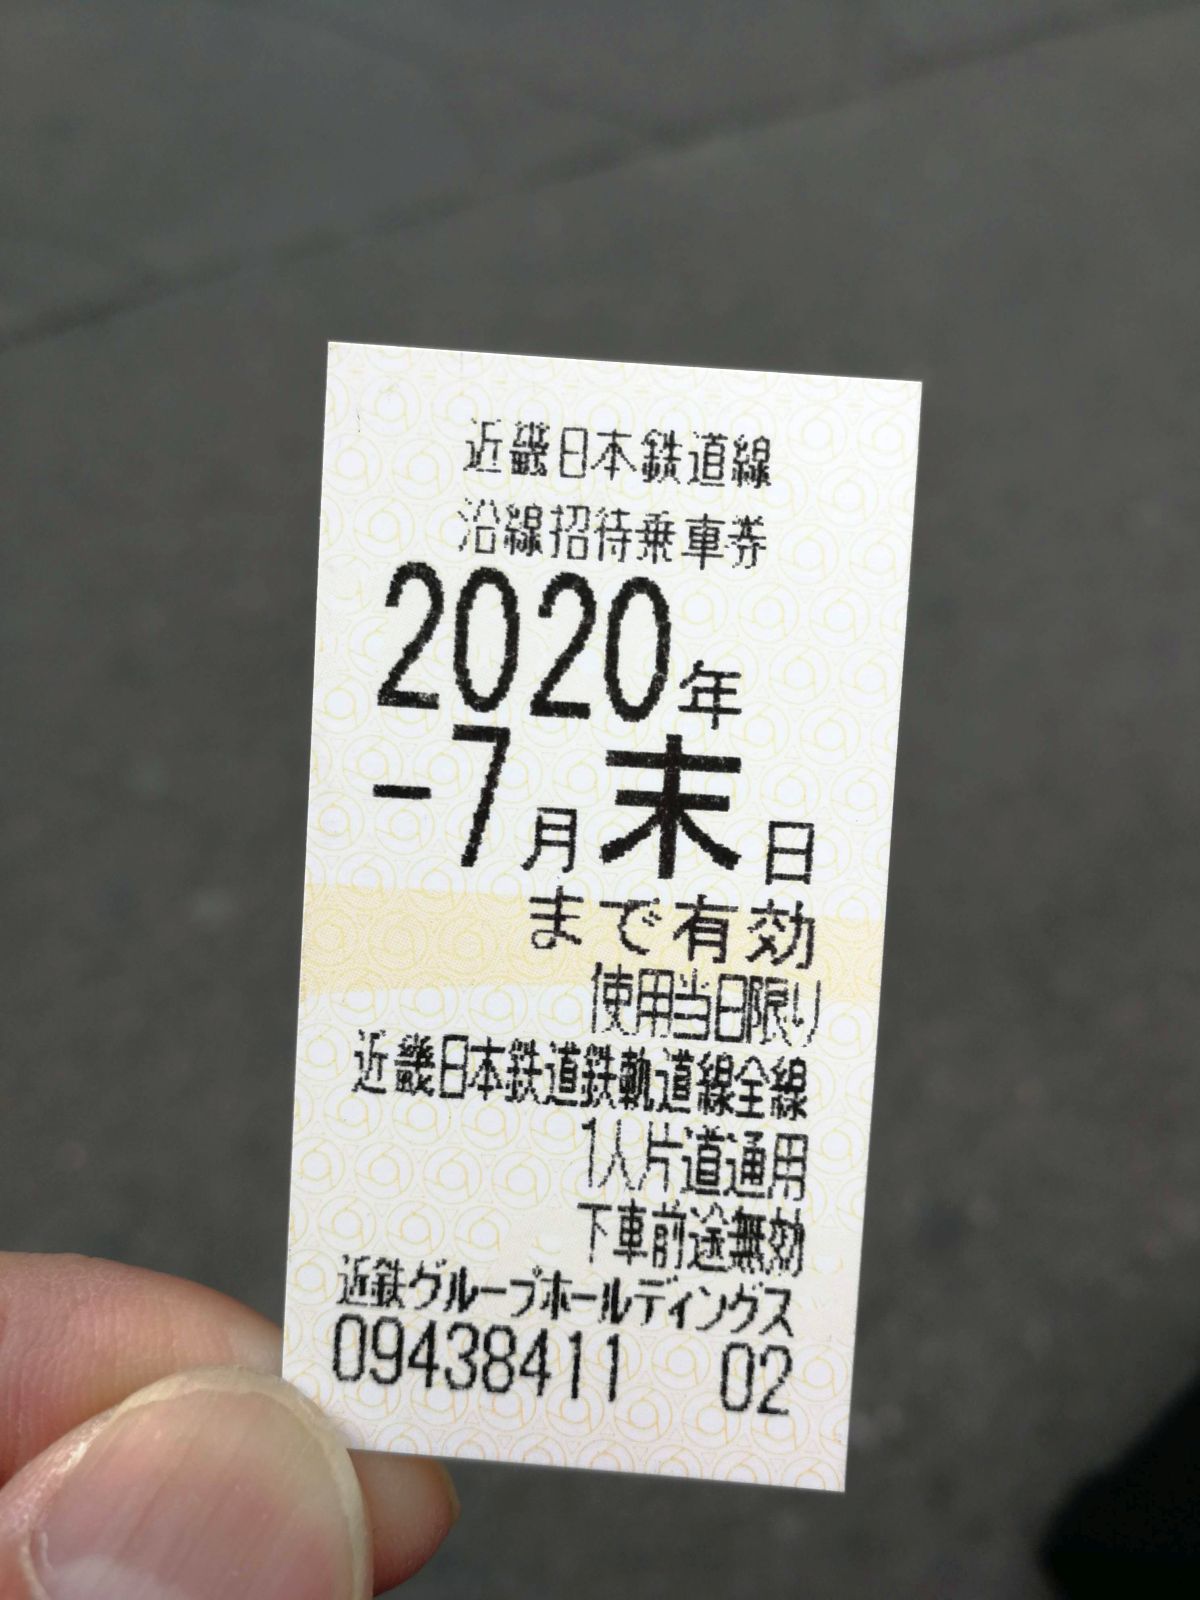 近畿日本鉄道線
沿線招待乗車券
2020年
-7月末日
まで有効
使用当日限り
近畿日本鉄道鉄軌道線全線
1人片道通用
下車前途無効
近鉄グループホールディングス
09438411 02